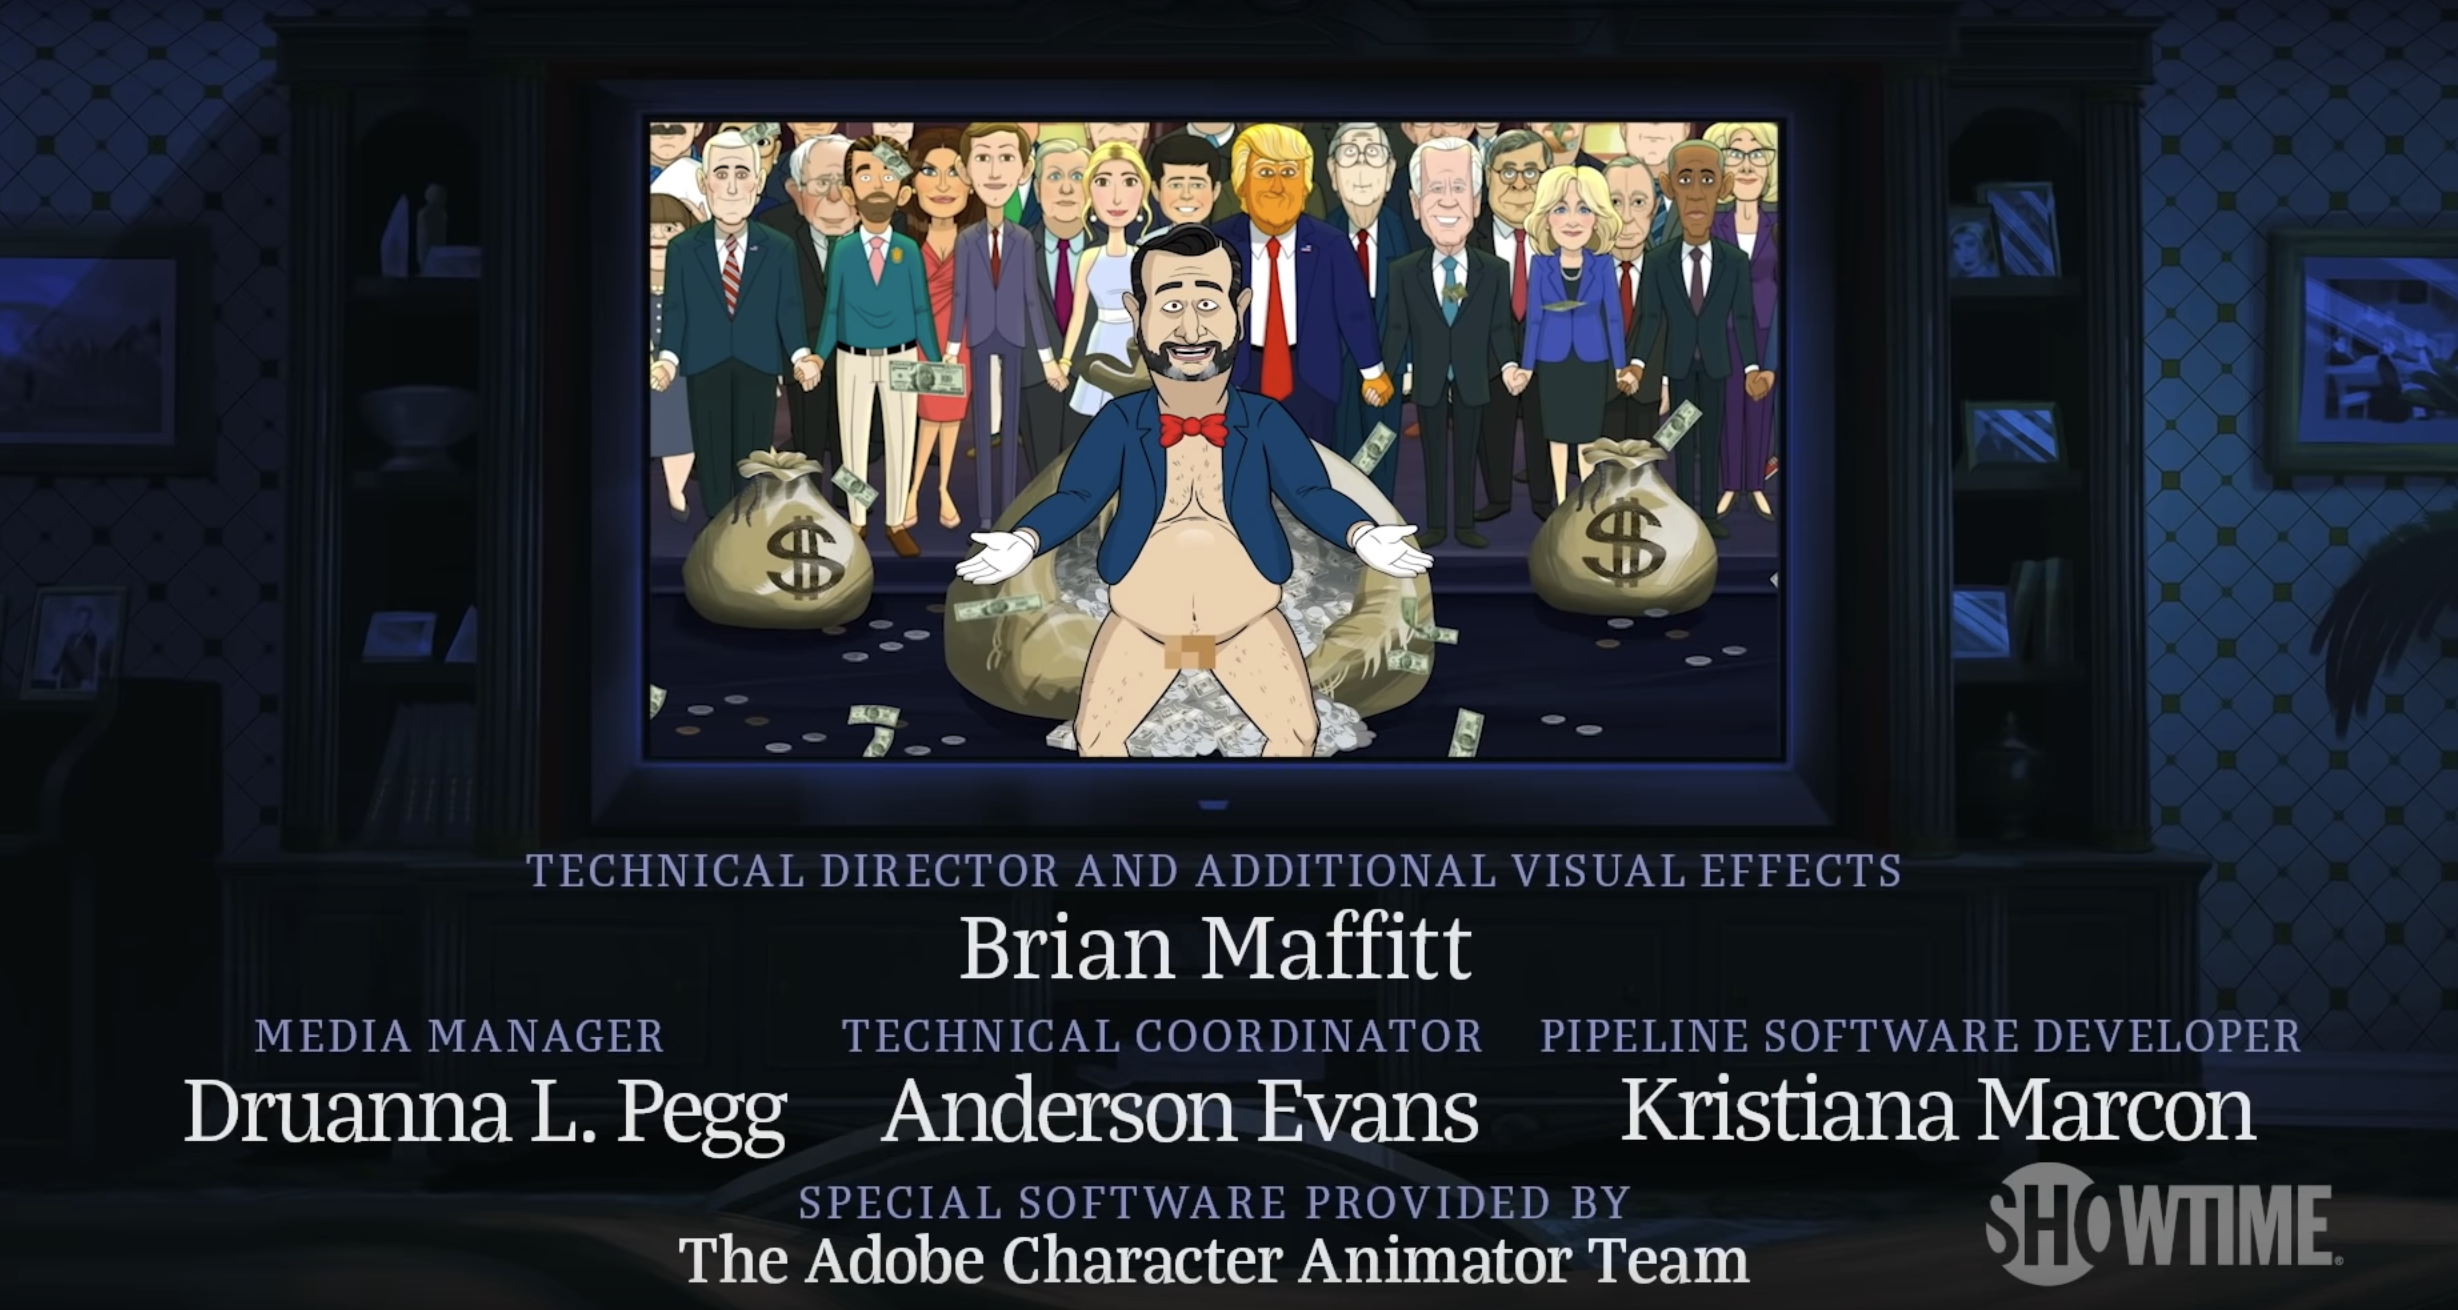 $ $
TECHNICAL DIRECTOR AND ADDITIONAL VISUAL EFFECTS
Brian Maffitt
MEDIA MANAGER TECHNICAL COORDINATOR PIPELINE SOFTWARE DEVELOPER
Druanna L. Pegg Anderson Evans Kristiana Marcon
SPECIAL SOFTWARE PROVIDED BY
The Adobe Character Animator Team
SHOWTIME®